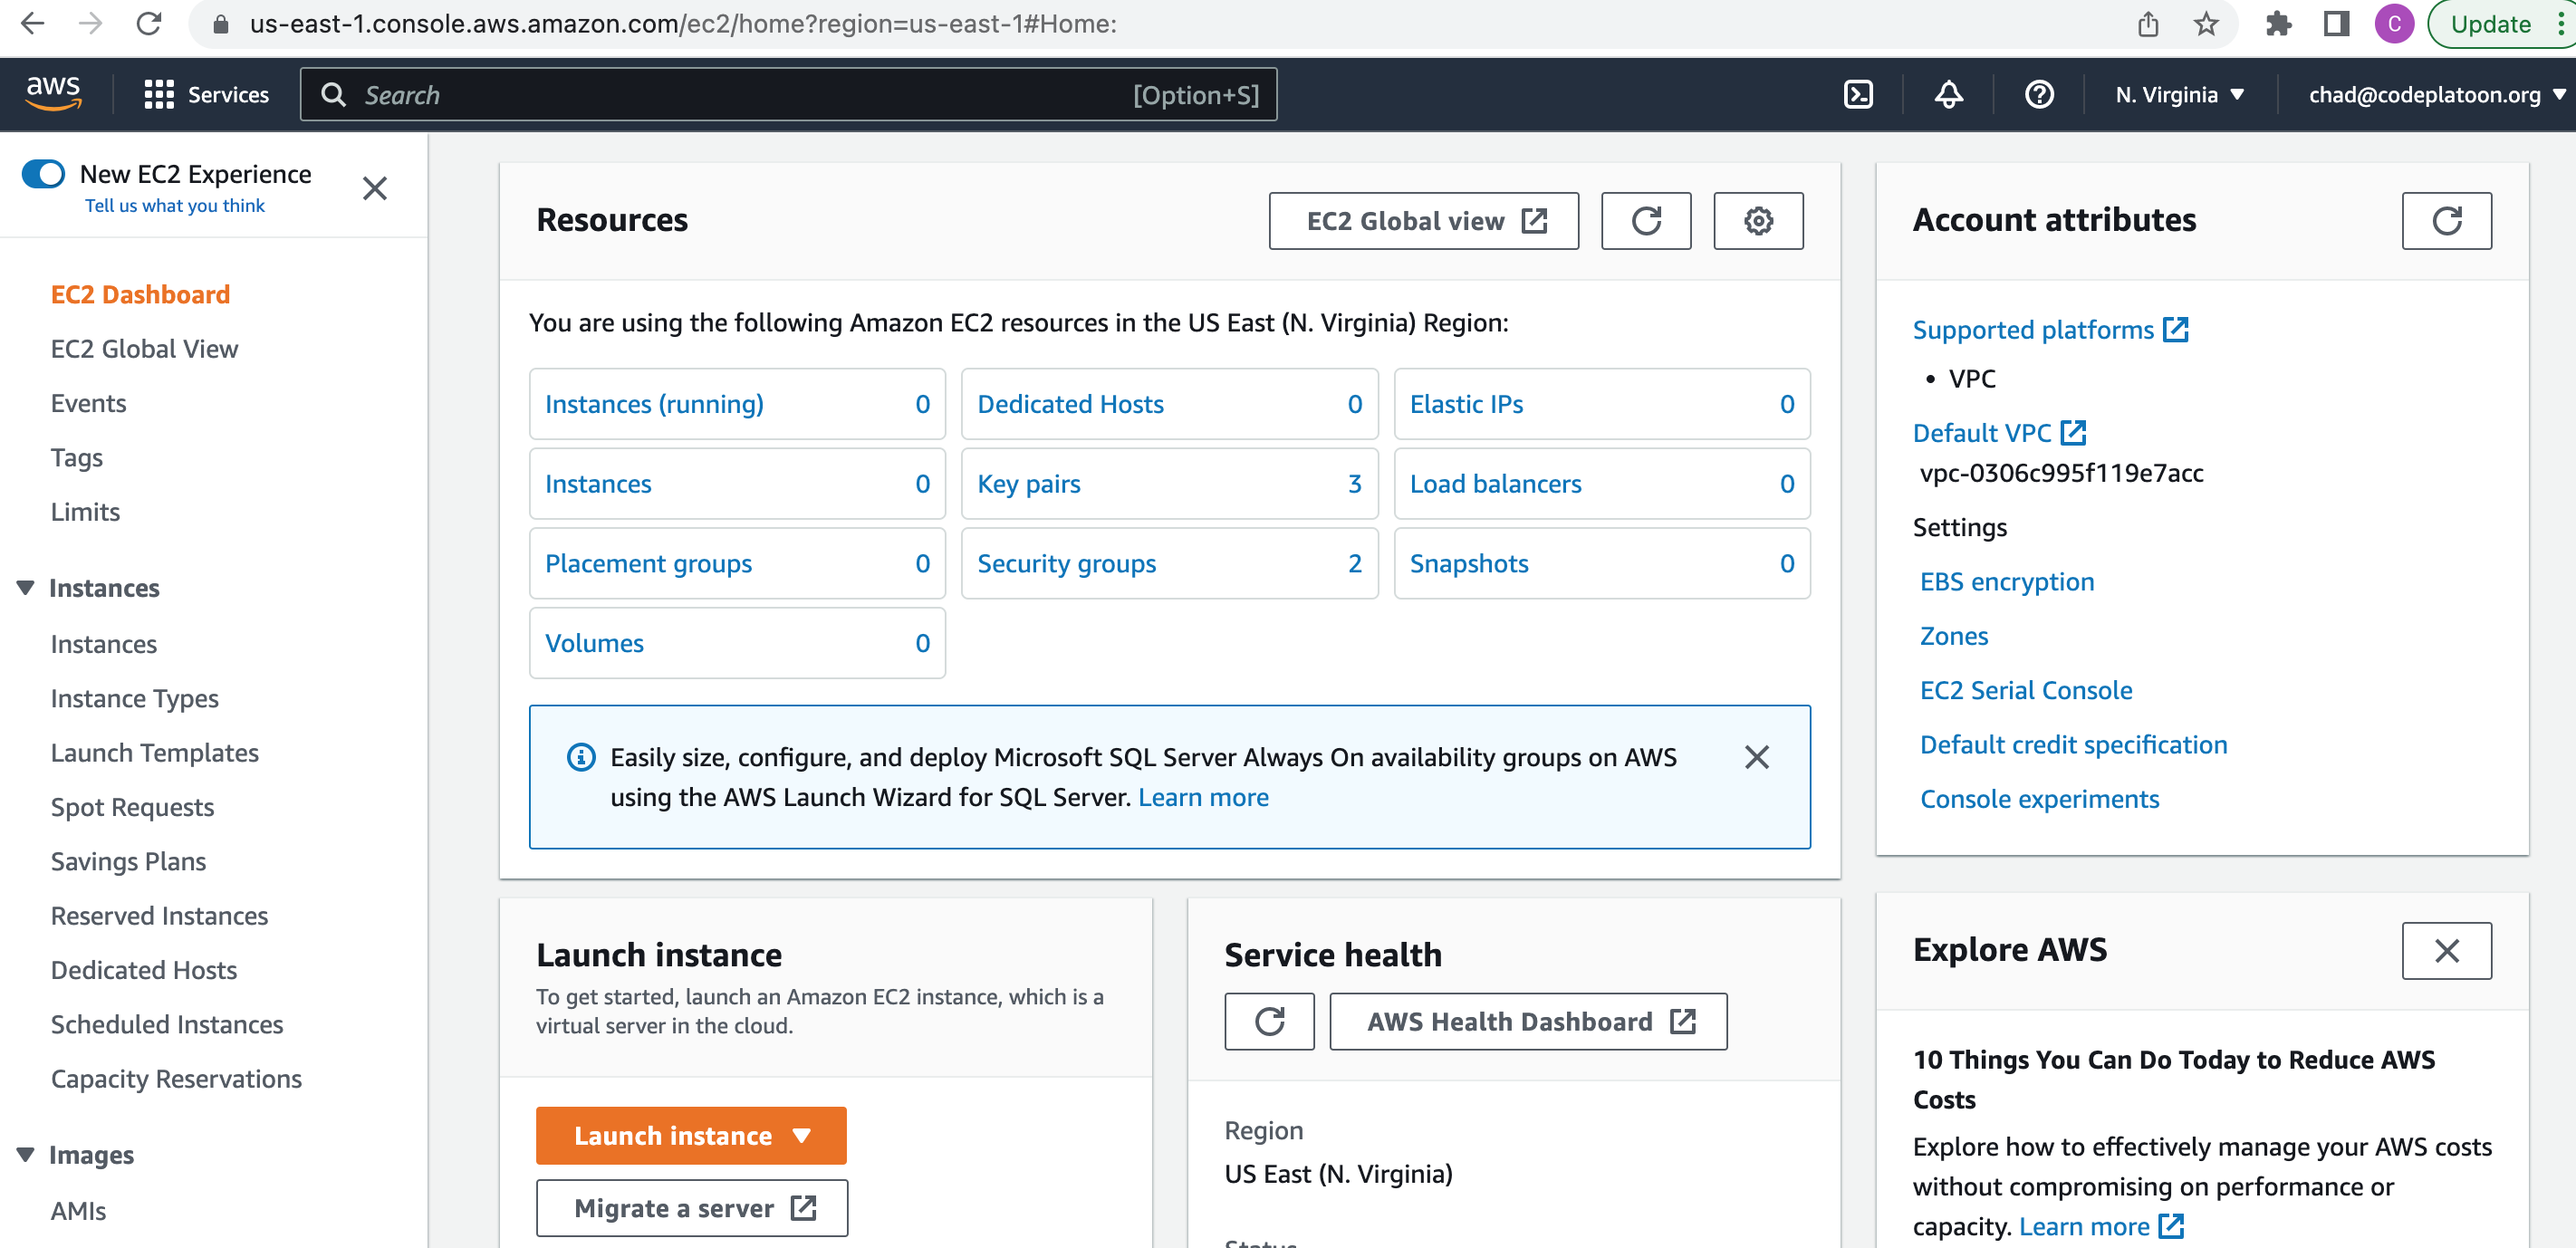 us-east-1.console.aws.amazon.com/ec2/home?region=us-east-1#Home:
C
Update
aws
Services
Search
[Option+S]
N. Virginia
chad@codeplatoon.org
New EC2 Experience
Tell us what you think
EC2 Dashboard
EC2 Global View
Events
Tags
Limits
Instances
Instances
Instance Types
Launch Templates
Spot Requests
Savings Plans
Reserved Instances
Dedicated Hosts
Scheduled Instances
Capacity Reservations
Images
AMIs
Resources
EC2 Global view
You are using the following Amazon EC2 resources in the US East (N. Virginia) Region:
Instances (running) 0
Dedicated Hosts 0
Elastic IPs 0
Instances 0
Key pairs 3
Load balancers 0
Placement groups 0
Security groups 2
Snapshots 0
Volumes 0
Easily size, configure, and deploy Microsoft SQL Server Always On availability groups on AWS
using the AWS Launch Wizard for SQL Server. Learn more
Launch instance
To get started, launch an Amazon EC2 instance, which is a
virtual server in the cloud.
Launch instance
Migrate a server
Service health
AWS Health Dashboard
Region
US East (N. Virginia)
Status
Account attributes
Supported platforms
• VPC
Default VPC
vpc-0306c995f119e7acc
Settings
EBS encryption
Zones
EC2 Serial Console
Default credit specification
Console experiments
Explore AWS
10 Things You Can Do Today to Reduce AWS
Costs
Explore how to effectively manage your AWS costs
without compromising on performance or
capacity. Learn more